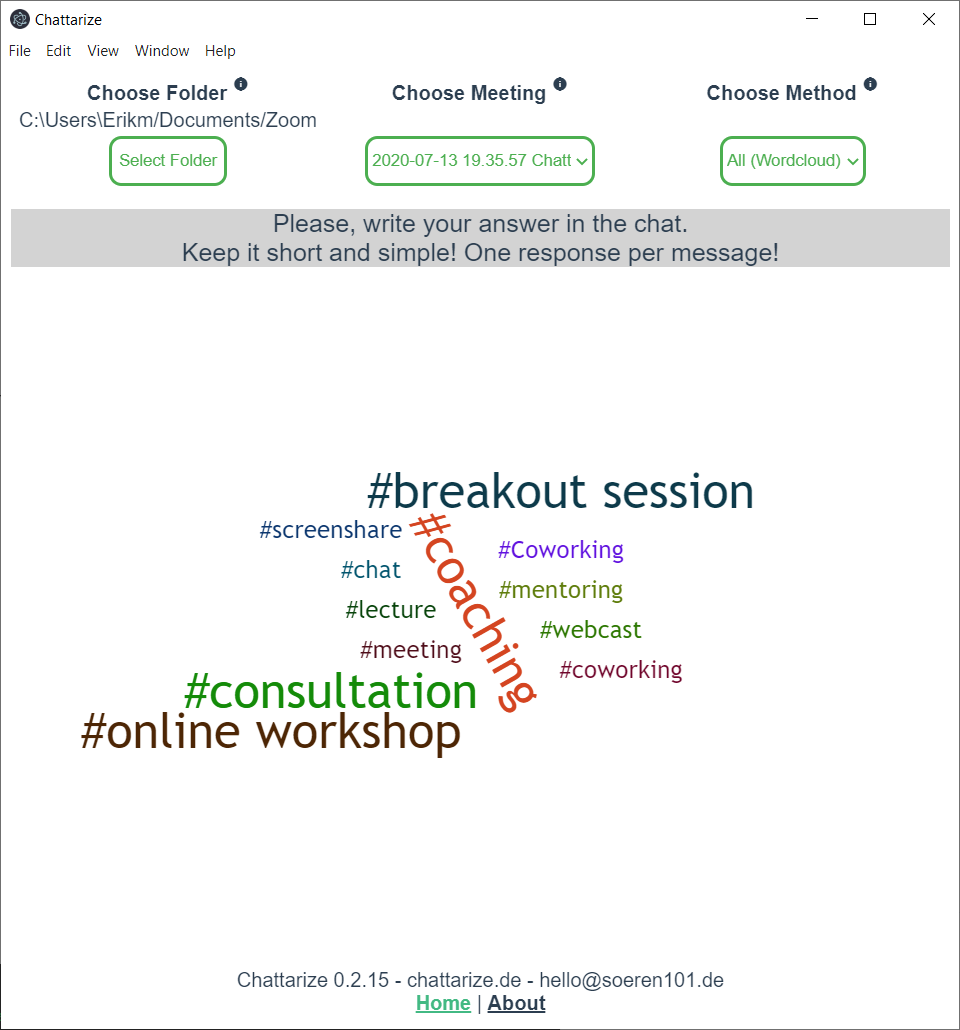 Chattarize
File Edit View Window Help
Choose Folder Choose Meeting Choose Method
C:\Users\Erikm/Documents/Zoom
Select Folder 2020-07-13 19.35.57 Chatt All (Wordcloud)
Please, write your answer in the chat.
Keep it short and simple! One response per message!
#breakout session
#screenshare
#coaching
#Coworking
#chat
#mentoring
#lecture
#webcast
#meeting
#coworking
#consultation
#online workshop
Chattarize 0.2.15 - chattarize.de - hello@soeren101.de
Home | About